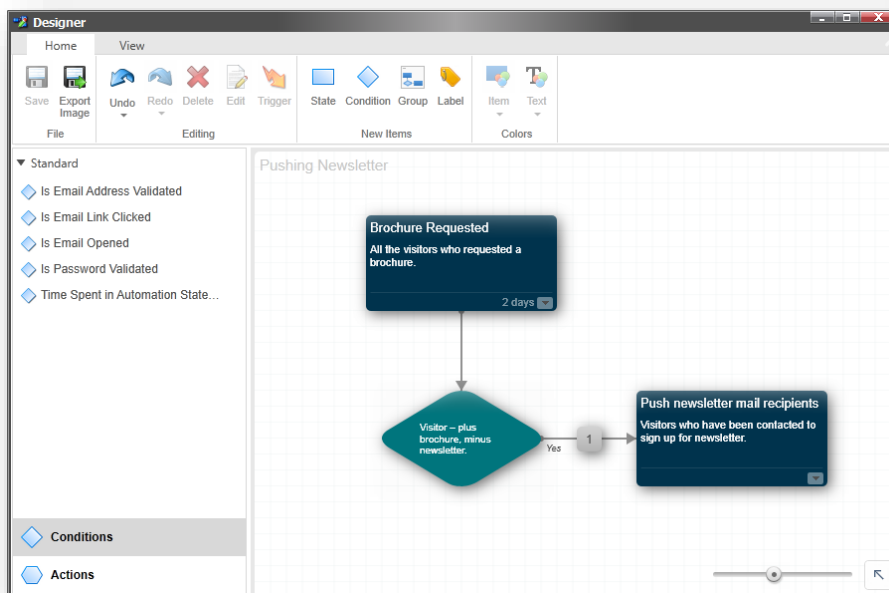 Designer
Home View
Save Export Image Undo Redo Delete Edit Trigger State Condition Group Label Item Text
File Editing New Items Colors
Standard
Is Email Address Validated
Is Email Link Clicked
Is Email Opened
Is Password Validated
Time Spent in Automation State...
Conditions
Actions
Pushing Newsletter
Brochure Requested
All the visitors who requested a
brochure.
2 days
Visitor – plus
brochure, minus
newsletter.
Yes
1
Push newsletter mail recipients
Visitors who have been contacted to
sign up for newsletter.